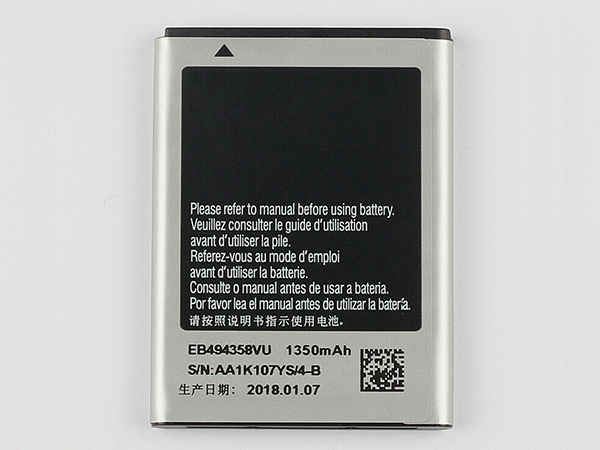 Please refer to manual before using battery.
Veuillez consulter le guide d'utilisation
avant d'utiliser la pile.
Referez-vous au mode d'emploi
avant d'utiliser la batterie.
Consulte o manual antes de usar a bateria.
Por favor lea el manual antes de utilizar la batería.
请按照说明书指示使用电池。
EB494358VU 1350mAh
S/N:AA1K107YS/4-B
生产日期: 2018.01.07